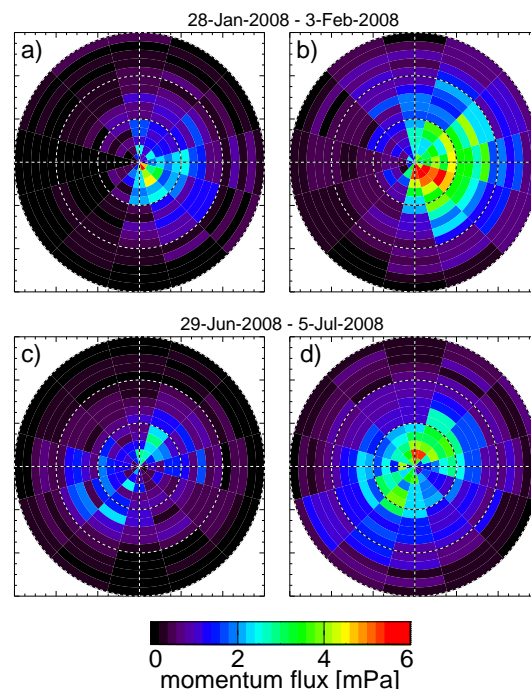 28-Jan-2008 - 3-Feb-2008
a) b)
29-Jun-2008 - 5-Jul-2008
c) d)
0 2 4 6
momentum flux [mPa]